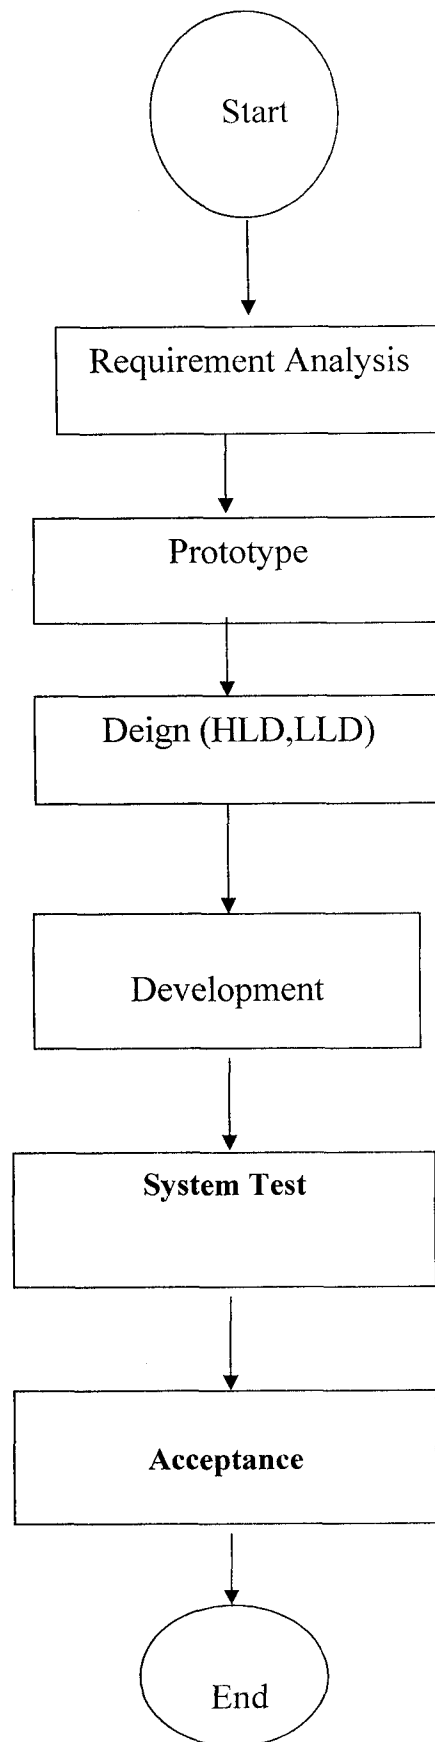 Start
Requirement Analysis
Prototype
Deign (HLD,LLD)
Development
System Test
Acceptance
End